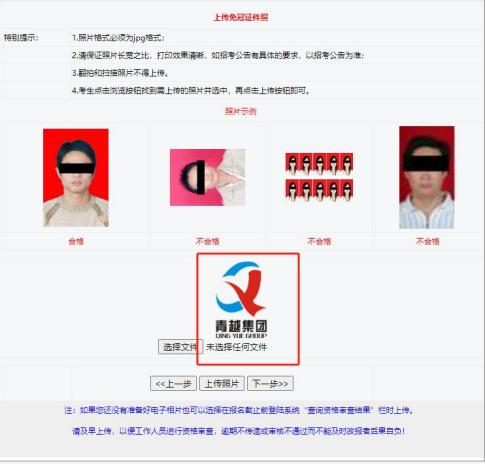 上传免冠证件照
特别提示： 1.照片格式必须为jpg格式；
2.请保证照片长宽之比，打印效果清晰，如招考公告有具体的要求，以招考公告为准；
3.翻拍和扫描照片不得上传。
4.考生点击浏览按钮找到需上传的照片并选中，再点击上传按钮即可。
照片示例
合格 不合格 不合格 不合格
青越集团
QING YUE GROUP
选择文件 未选择任何文件
<<上一步 上传照片 下一步>>
注：如果您还没有准备好电子相片也可以选择在报名截止前登陆系统“查询资格审查结果”栏时上传。
请及早上传，以便工作人员进行资格审查，逾期不传造成审核不通过而不能及时改报者后果自负！